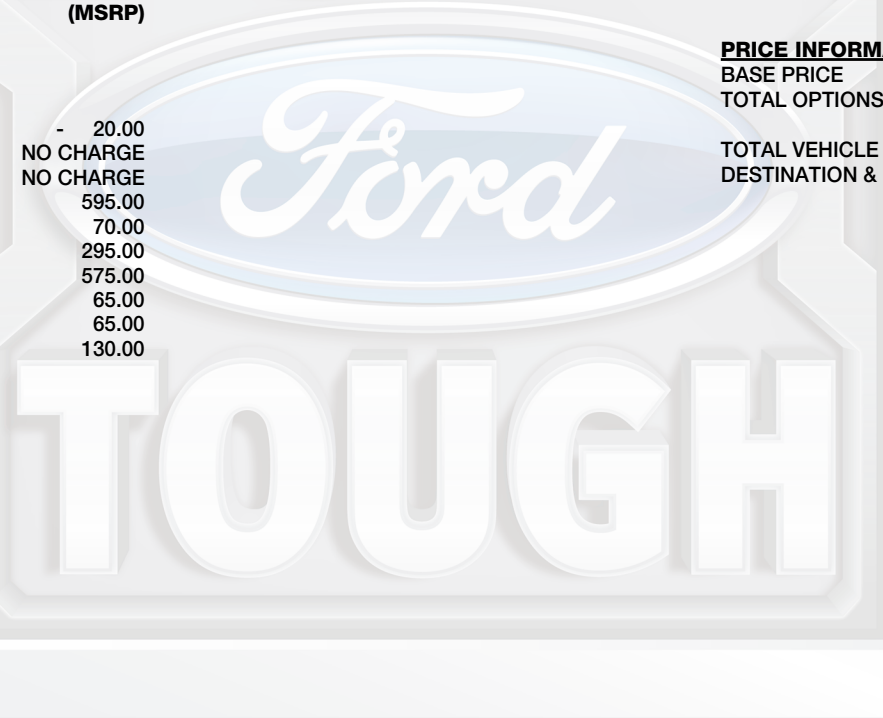 (MSRP)
- 20.00
NO CHARGE
NO CHARGE
595.00
70.00
295.00
575.00
65.00
65.00
130.00
PRICE INFORMA
BASE PRICE
TOTAL OPTIONS
TOTAL VEHICLE
DESTINATION &
Ford
TOUGH